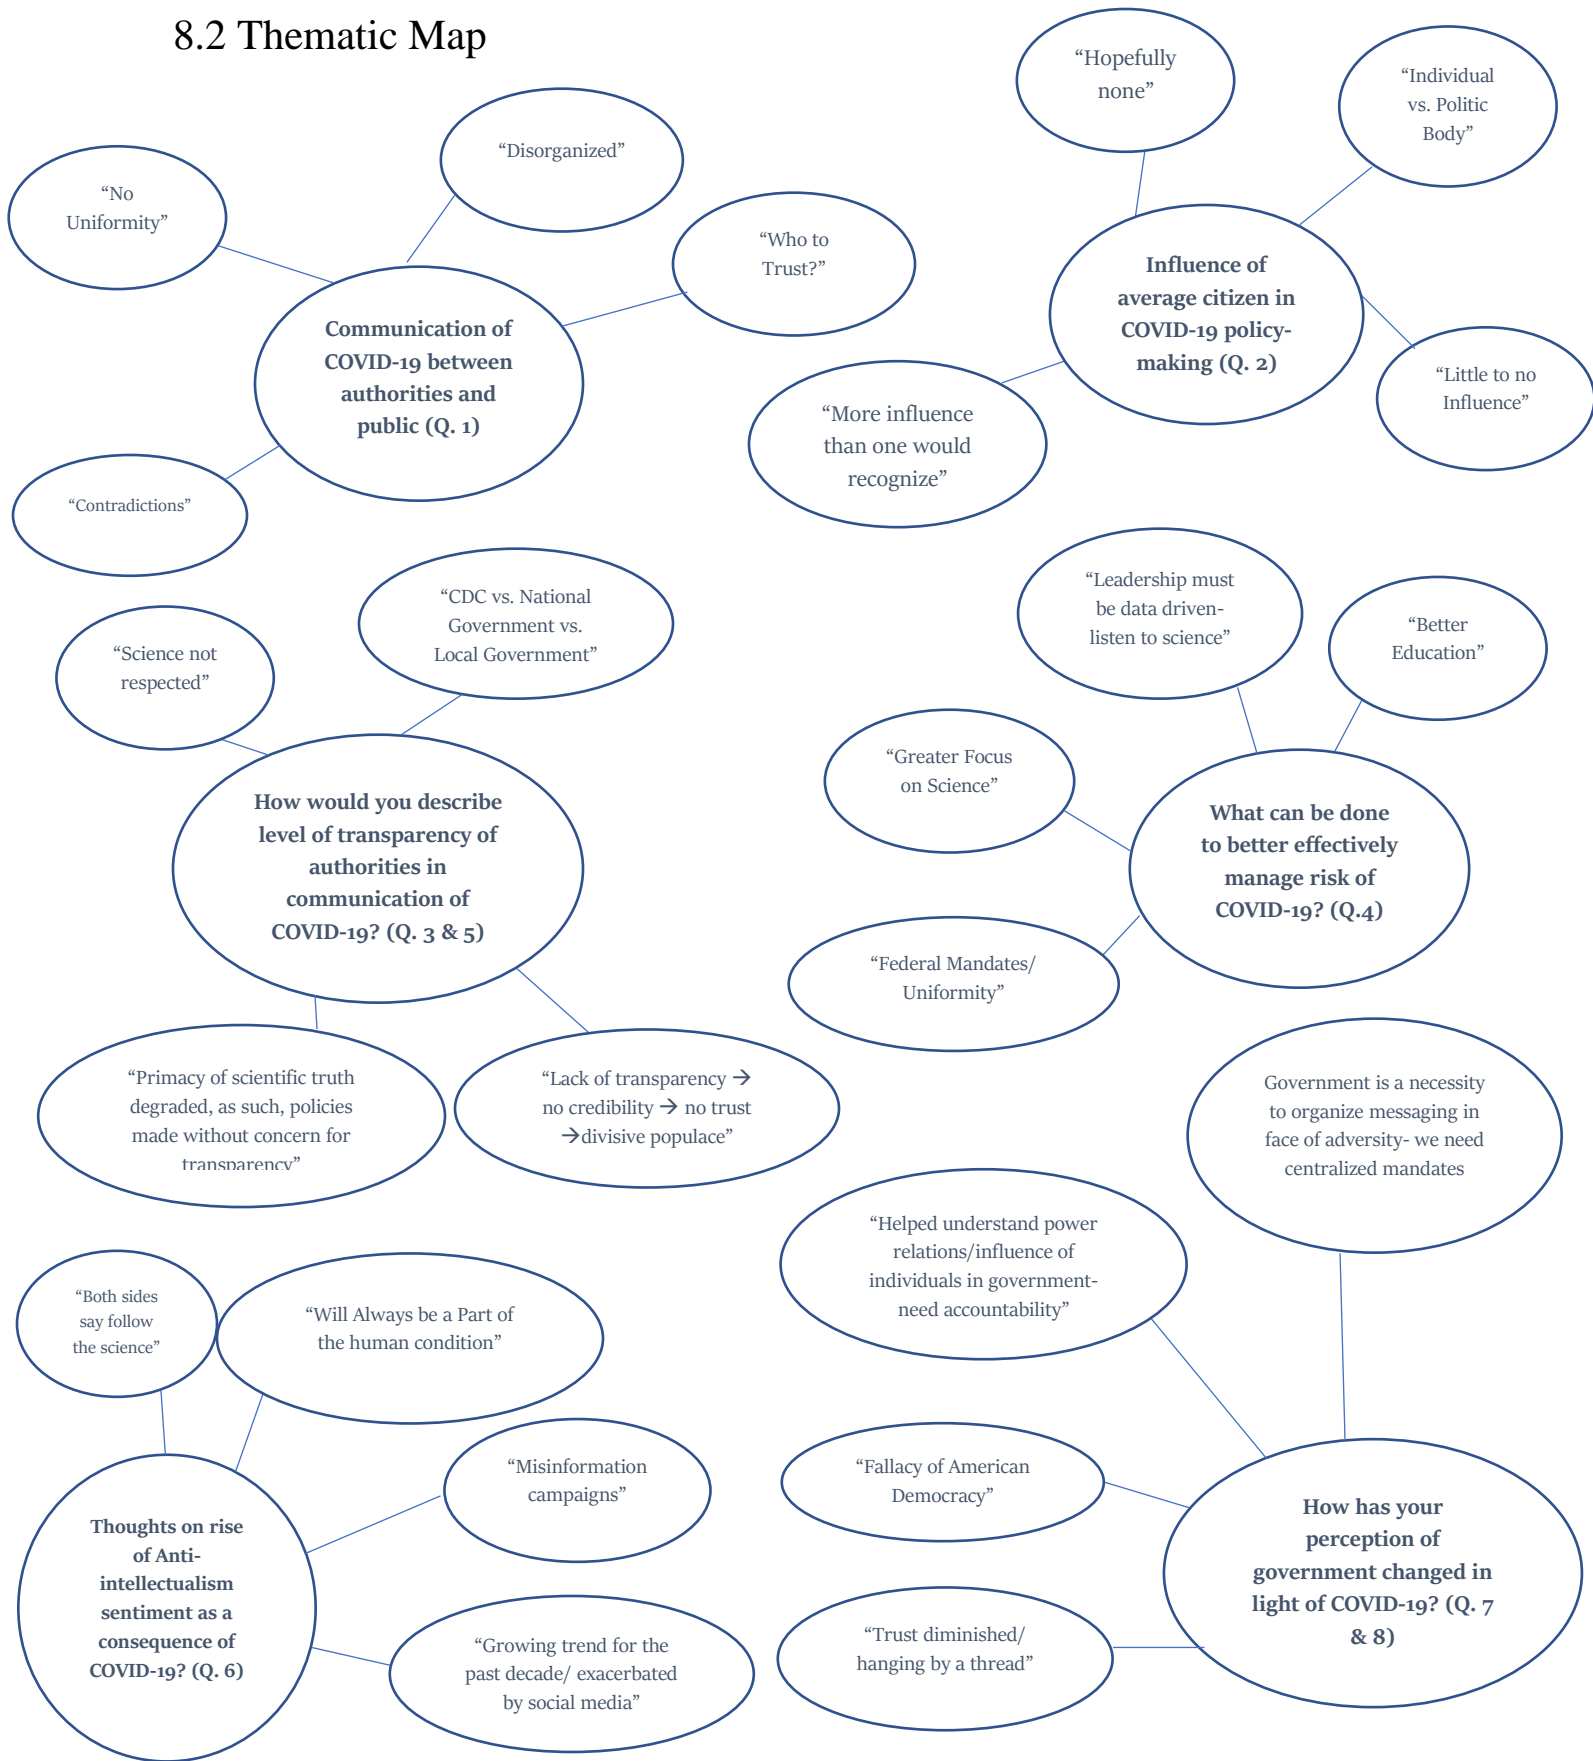 8.2 Thematic Map
“No
Uniformity”
“Disorganized”
“Who to
Trust?”
Communication of
COVID-19 between
authorities and
public (Q. 1)
“Contradictions”
“Hopefully
none”
“Individual
vs. Politic
Body”
Influence of
average citizen in
COVID-19 policy-
making (Q. 2)
“Little to no
Influence”
“More influence
than one would
recognize”
“Science not
respected”
“CDC vs. National
Government vs.
Local Government”
How would you describe
level of transparency of
authorities in
communication of
COVID-19? (Q. 3 & 5)
“Primacy of scientific truth
degraded, as such, policies
made without concern for
transparency”
“Lack of transparency →
no credibility → no trust
→divisive populace”
“Leadership must
be data driven-
listen to science”
“Better
Education”
“Greater Focus
on Science”
What can be done
to better effectively
manage risk of
COVID-19? (Q.4)
“Federal Mandates/
Uniformity”
“Both sides
say follow
the science”
“Will Always be a Part of
the human condition”
“Misinformation
campaigns”
Thoughts on rise
of Anti-
intellectualism
sentiment as a
consequence of
COVID-19? (Q. 6)
“Growing trend for the
past decade/ exacerbated
by social media”
Government is a necessity
to organize messaging in
face of adversity- we need
centralized mandates
“Helped understand power
relations/influence of
individuals in government-
need accountability”
“Fallacy of American
Democracy”
How has your
perception of
government changed in
light of COVID-19? (Q. 7
& 8)
“Trust diminished/
hanging by a thread”